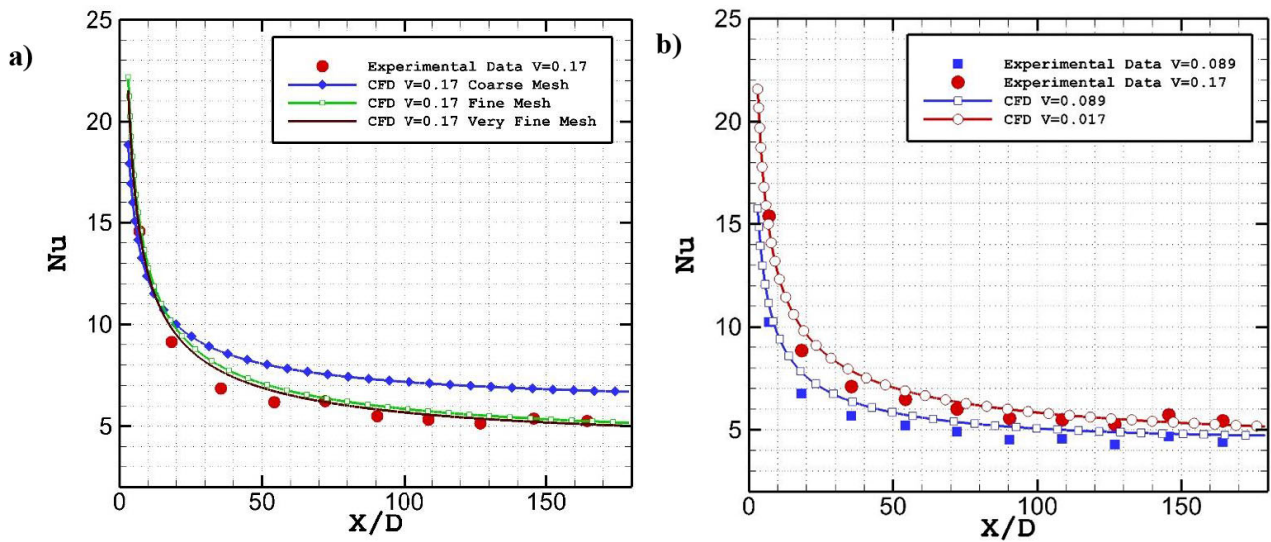 a)
25
20
15
10
5
Nu
Experimental Data V=0.17
CFD V=0.17 Coarse Mesh
CFD V=0.17 Fine Mesh
CFD V=0.17 Very Fine Mesh
0
50
100
150
X/D
b)
25
20
15
10
5
Nu
Experimental Data V=0.089
Experimental Data V=0.17
CFD V=0.089
CFD V=0.017
0
50
100
150
X/D